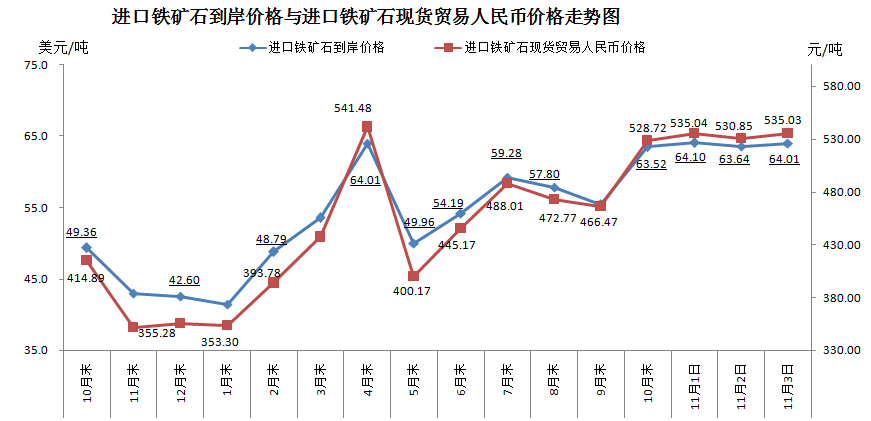 进口铁矿石到岸价格与进口铁矿石现货贸易人民币价格走势图
美元/吨
进口铁矿石到岸价格
进口铁矿石现货贸易人民币价格
元/吨
75.0
65.0
55.0
45.0
35.0
580.00
530.00
480.00
430.00
380.00
330.00
49.36
42.60
48.79
64.01
49.96
54.19
59.28
57.80
63.52
64.10
63.64
64.01
414.89
355.28
353.30
393.78
541.48
400.17
445.17
488.01
472.77
466.47
528.72
535.04
530.85
535.03
10月末
11月末
12月末
1月末
2月末
3月末
4月末
5月末
6月末
7月末
8月末
9月末
10月末
11月1日
11月2日
11月3日